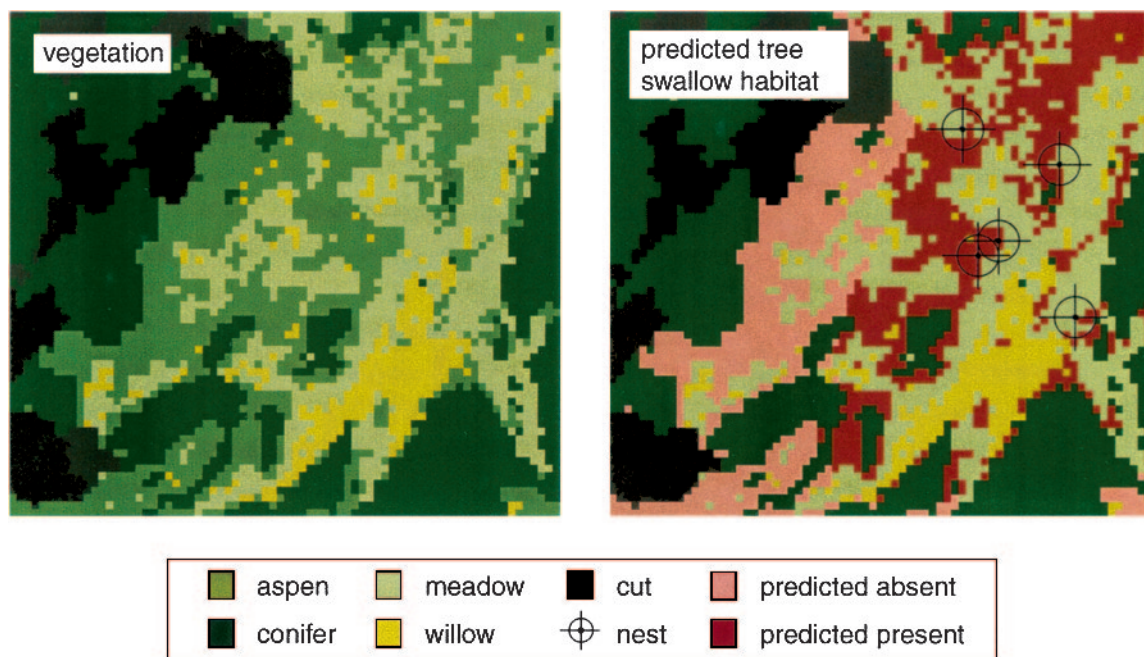 vegetation
predicted tree
swallow habitat
aspen meadow cut predicted absent
conifer willow nest predicted present